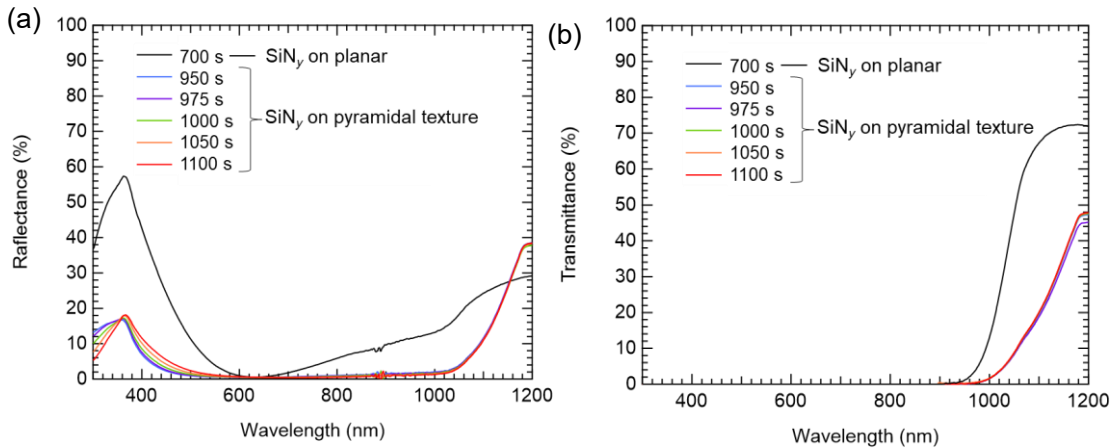 (a)
100
90
80
70
60
50
40
30
20
10
0
Raflectance (%)
700 s — SiNy on planar
950 s
975 s
1000 s
1050 s
1100 s
SiNy on pyramidal texture
400 600 800 1000 1200
Wavelength (nm)
(b)
100
90
80
70
60
50
40
30
20
10
0
Transmittance (%)
700 s — SiNy on planar
950 s
975 s
1000 s
1050 s
1100 s
SiNy on pyramidal texture
400 600 800 1000 1200
Wavelength (nm)